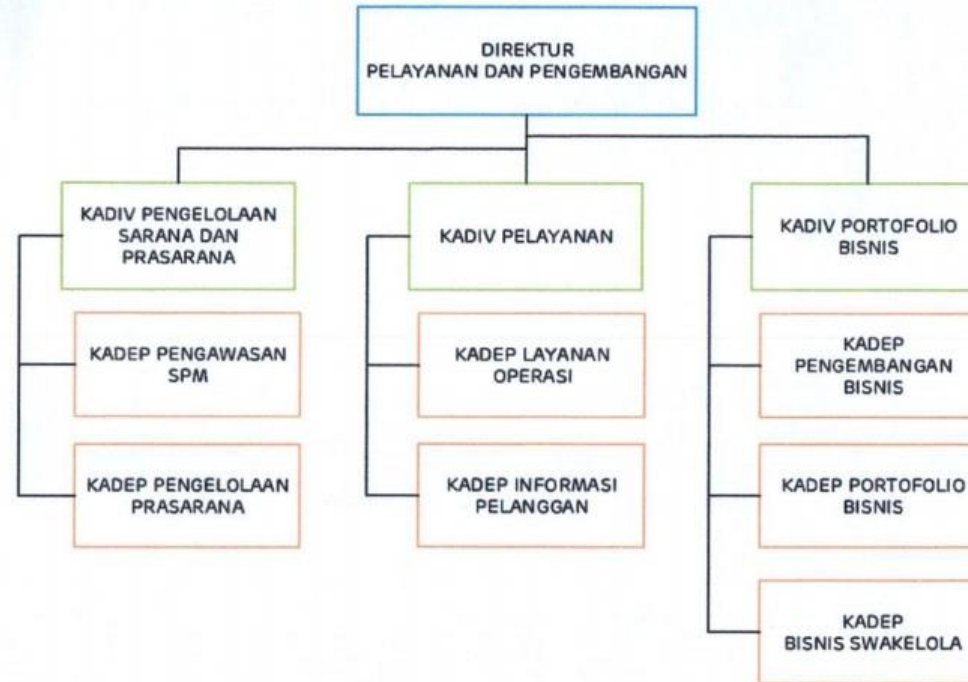 DIREKTUR
PELAYANAN DAN PENGEMBANGAN
KADIV PENGELOLAAN
SARANA DAN
PRASARANA
KADEP PENGAWASAN
SPM
KADEP PENGELOLAAN
PRASARANA
KADIV PELAYANAN
KADEP LAYANAN
OPERASI
KADEP INFORMASI
PELANGGAN
KADIV PORTOFOLIO
BISNIS
KADEP
PENGEMBANGAN
BISNIS
KADEP PORTOFOLIO
BISNIS
KADEP
BISNIS SWAKELOLA